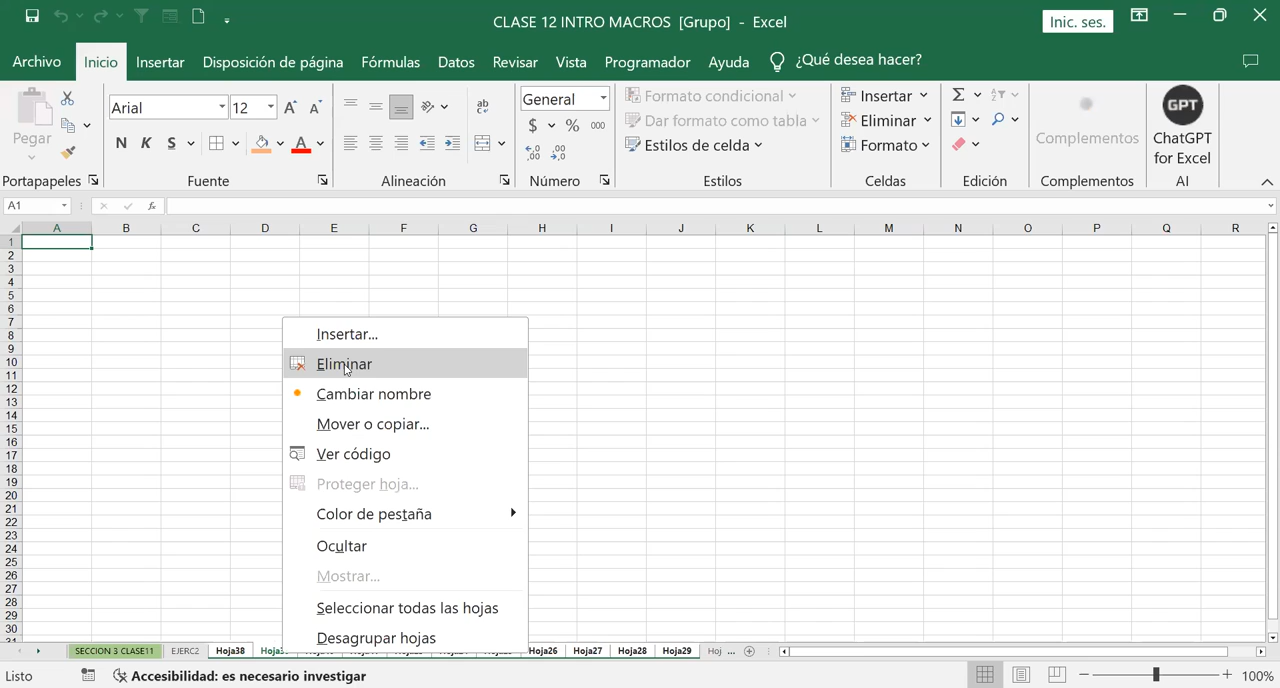 CLASE 12 INTRO MACROS [Grupo] - Excel
Inic. ses.
Archivo Inicio Insertar Disposición de página Fórmulas Datos Revisar Vista Programador Ayuda ¿Qué desea hacer?
Pegar
Portapapeles
Arial 12
N K S
Fuente
Alineación
General
$ % 000
Número
Formato condicional
Dar formato como tabla
Estilos de celda
Estilos
Insertar
Eliminar
Formato
Celdas
Edición
Complementos
Complementos
GPT
ChatGPT
for Excel
AI
A1 fx
A B C D E F G H I J K L M N O P Q R
1
2
3
4
5
6
7
8
9
10
11
12
13
14
15
16
17
18
19
20
21
22
23
24
25
26
27
28
29
30
31
Insertar...
Eliminar
Cambiar nombre
Mover o copiar...
Ver código
Proteger hoja...
Color de pestaña
Ocultar
Mostrar...
Seleccionar todas las hojas
Desagrupar hojas
SECCION 3 CLASE11 EJERC2 Hoja38 Hoja26 Hoja27 Hoja28 Hoja29 Hoj ...
Listo Accesibilidad: es necesario investigar 100%